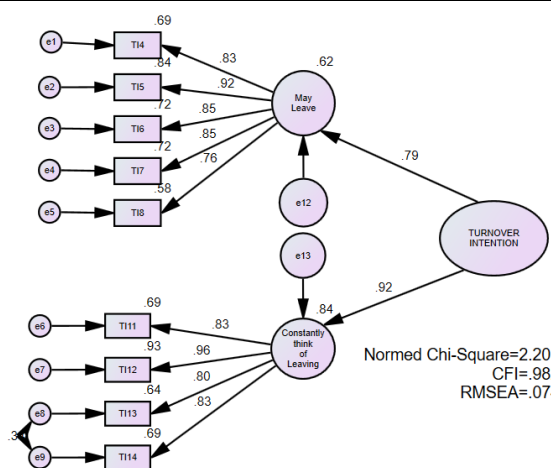 .69
e1
TI4
.83
.62
.84
e2
TI5
.92
May
Leave
.72
e3
TI6
.85
.72
.85
e4
TI7
.76
.79
.58
e5
TI8
e12
TURNOVER
INTENTION
e13
.92
.84
.69
e6
TI11
.83
Constantly
think
of
Leaving
.93
e7
TI12
.96
Normed Chi-Square=2.20
CFI=.98
RMSEA=.07
.64
.80
e8
TI13
.83
.69
e9
TI14